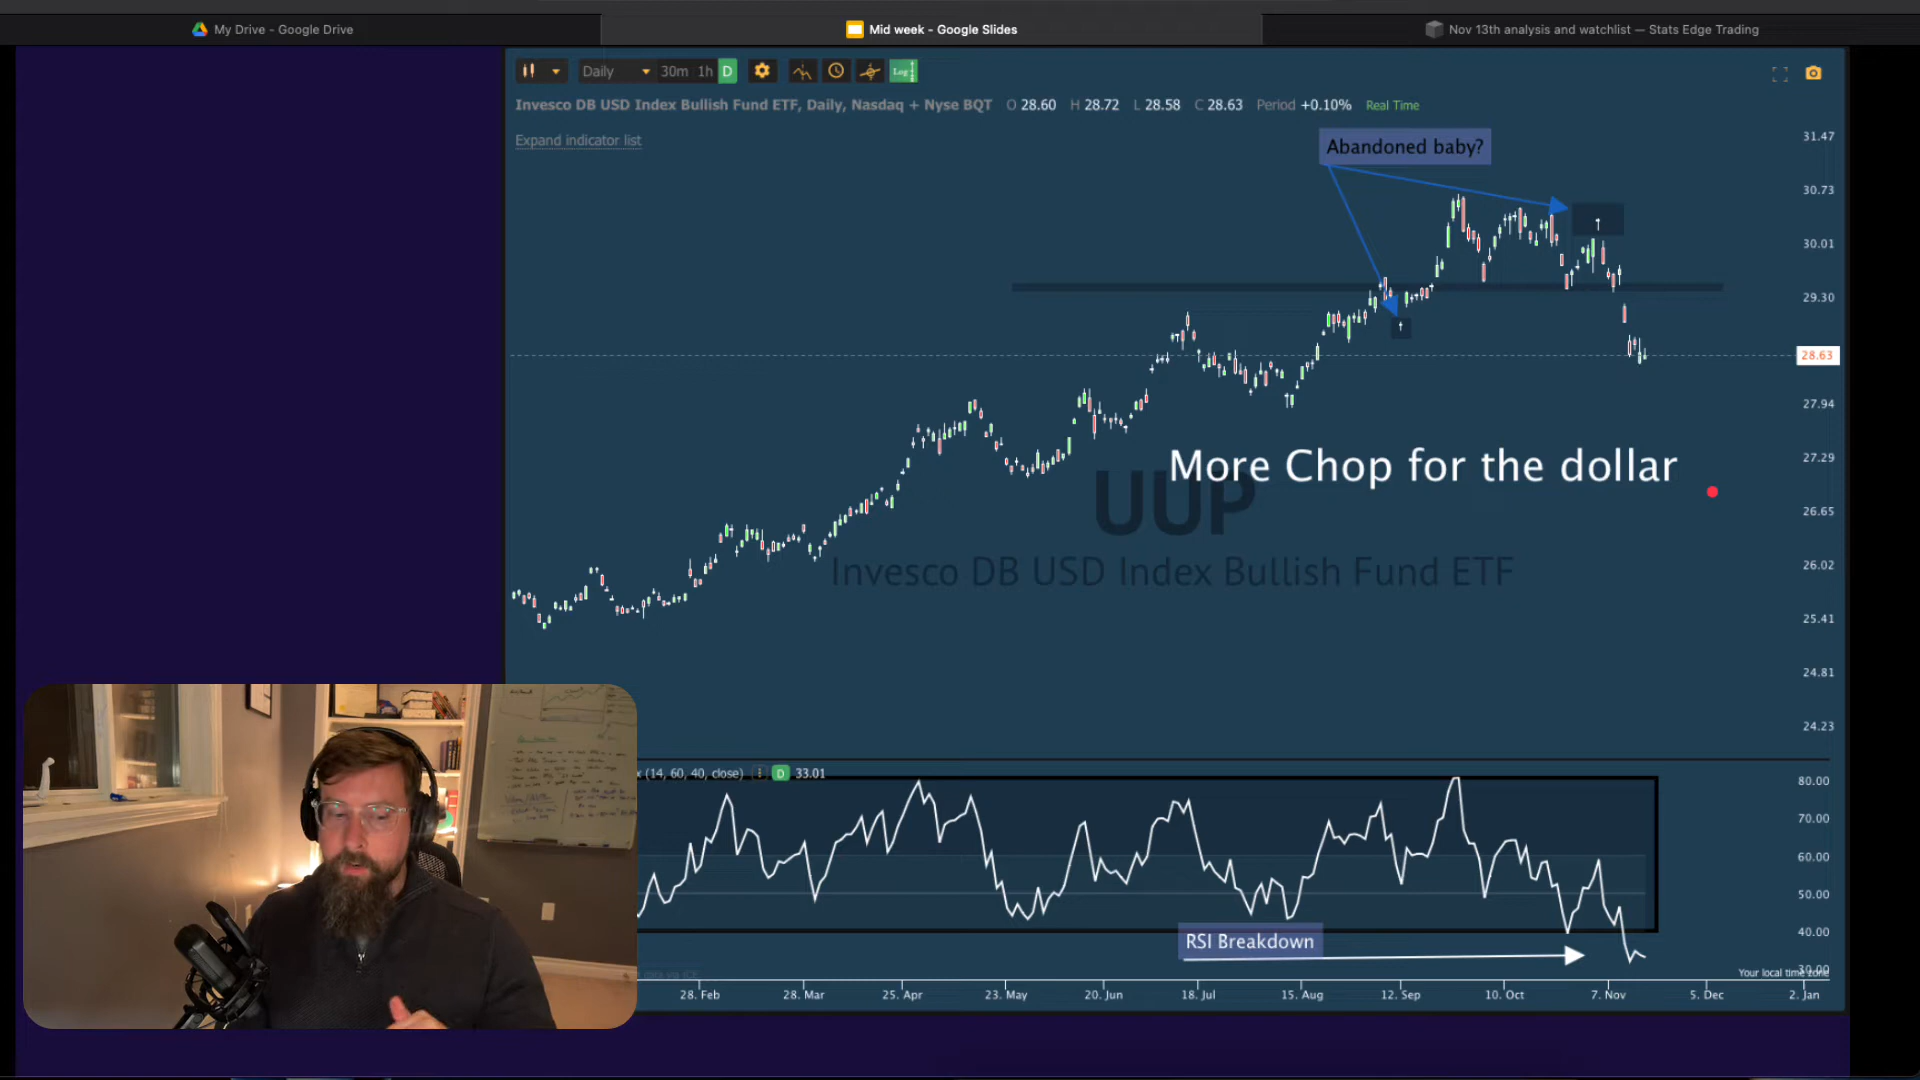 My Drive – Google Drive
Mid week - Google Slides
Nov 13th analysis and watchlist — Stats Edge Trading
Daily 30m 1h D Log
Invesco DB USD Index Bullish Fund ETF, Daily, Nasdaq + Nyse BQT O 28.60 H 28.72 L 28.58 C 28.63 Period +0.10% Real Time
Expand indicator list
Abandoned baby?
31.47
30.73
30.01
29.30
28.63
27.94
27.29
26.65
26.02
25.41
24.81
24.23
More Chop for the dollar
UUP
Invesco DB USD Index Bullish Fund ETF
x (14, 60, 40, close) D 33.01
80.00
70.00
60.00
50.00
40.00
30.00
RSI Breakdown
Your local time zone
28. Feb 28. Mar 25. Apr 23. May 20. Jun 18. Jul 15. Aug 12. Sep 10. Oct 7. Nov 5. Dec 2. Jan